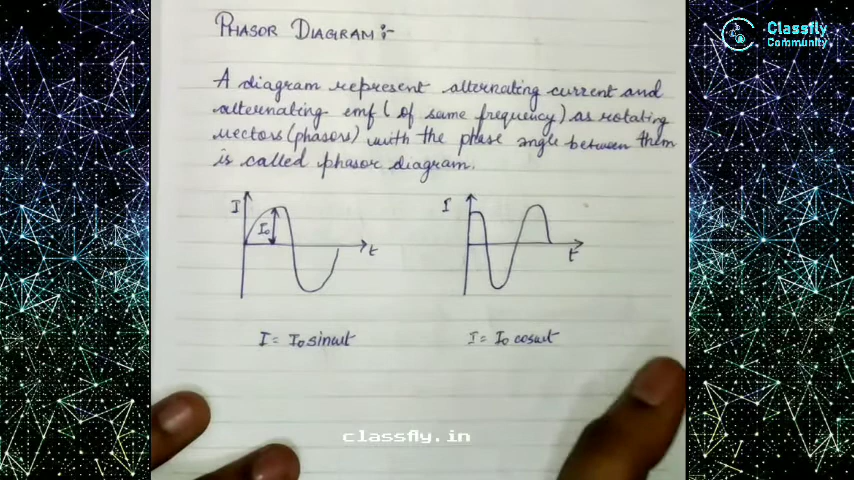 PHASOR DIAGRAM:-
Classfly
Community
A diagram represent alternating current and
alternating emf ( of same frequency) as rotating
vectors (phasors) with the phase angle between them
is called phasor diagram.
I
I₀
t
I
t
I = I₀ sinωt
I = I₀ cosωt
classfly.in